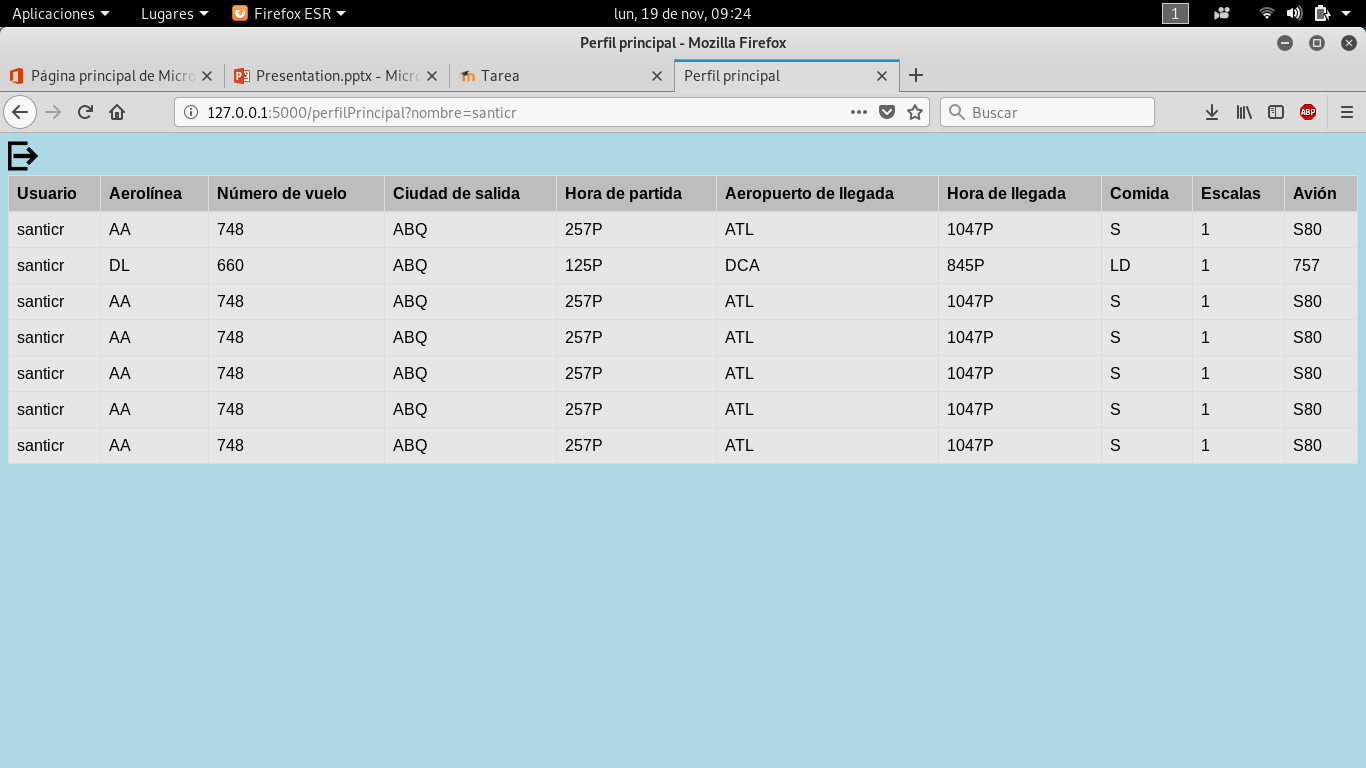 Aplicaciones Lugares Firefox ESR lun, 19 de nov, 09:24 1
Perfil principal - Mozilla Firefox
Página principal de Micro Presentation.pptx - Micro Tarea Perfil principal
127.0.0.1:5000/perfilPrincipal?nombre=santicr Buscar ABP
Usuario Aerolínea Número de vuelo Ciudad de salida Hora de partida Aeropuerto de llegada Hora de llegada Comida Escalas Avión
santicr AA 748 ABQ 257P ATL 1047P S 1 S80
santicr DL 660 ABQ 125P DCA 845P LD 1 757
santicr AA 748 ABQ 257P ATL 1047P S 1 S80
santicr AA 748 ABQ 257P ATL 1047P S 1 S80
santicr AA 748 ABQ 257P ATL 1047P S 1 S80
santicr AA 748 ABQ 257P ATL 1047P S 1 S80
santicr AA 748 ABQ 257P ATL 1047P S 1 S80